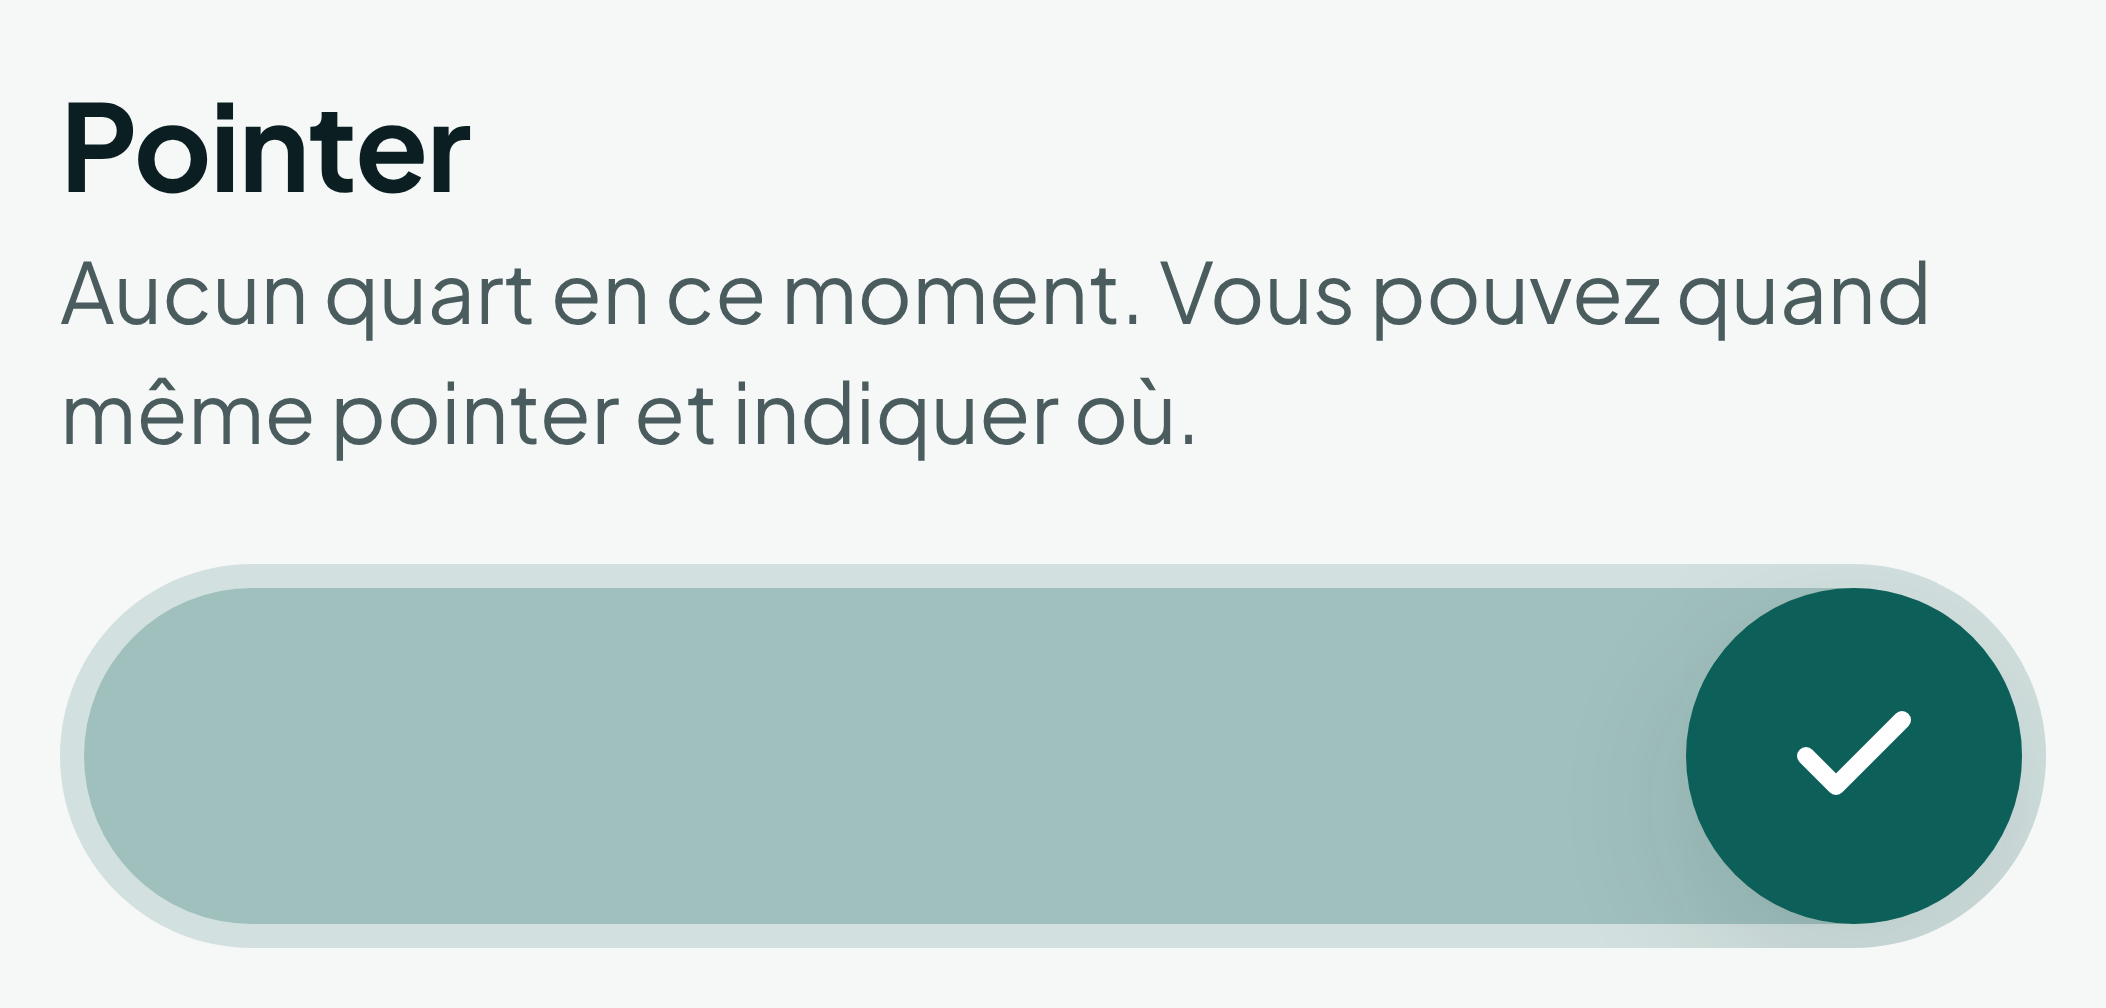 Pointer
Aucun quart en ce moment. Vous pouvez quand
même pointer et indiquer où.